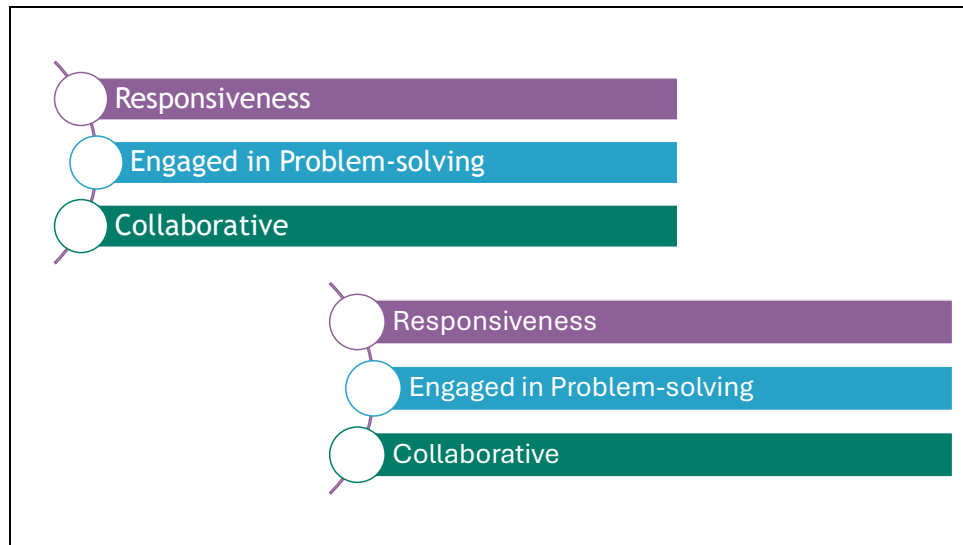 Responsiveness
Engaged in Problem-solving
Collaborative
Responsiveness
Engaged in Problem-solving
Collaborative